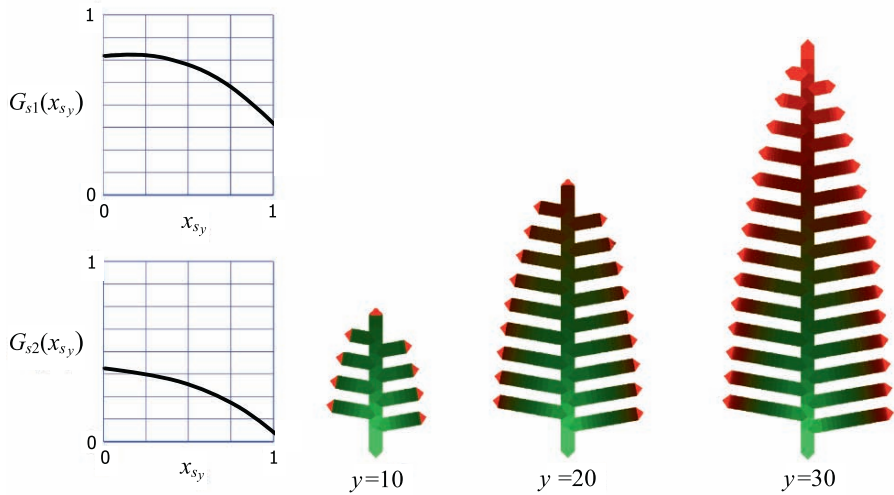 1
G_{s1}(x_{s_y})
0
0 1
x_{s_y}
1
G_{s2}(x_{s_y})
0
0 1
x_{s_y}
y=10 y =20 y=30